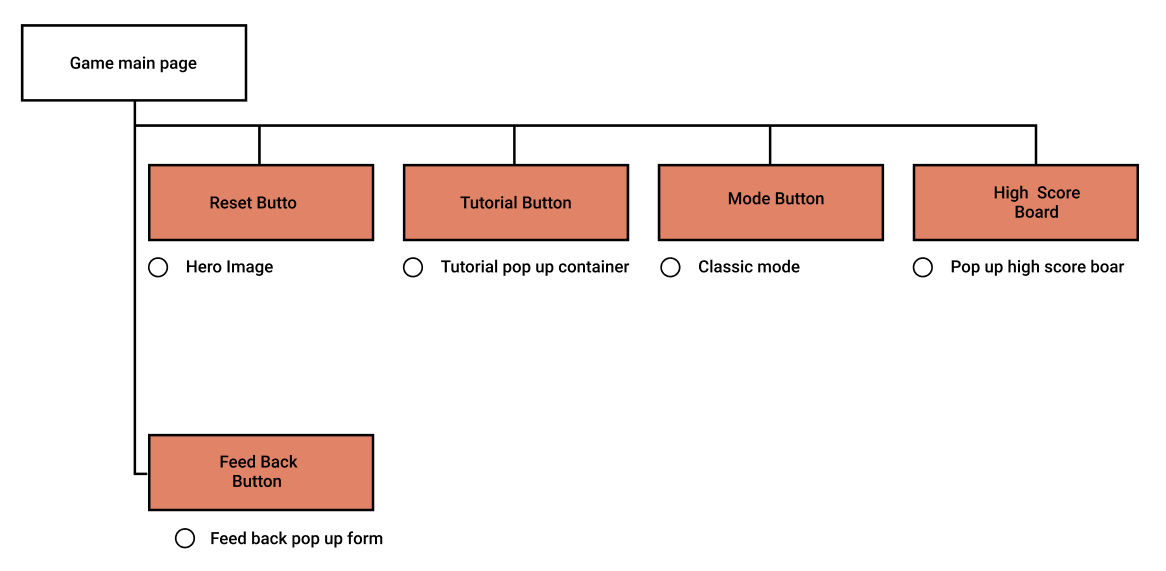 Game main page
Reset Butto
Tutorial Button
Mode Button
High Score
Board
Hero Image
Tutorial pop up container
Classic mode
Pop up high score boar
Feed Back
Button
Feed back pop up form